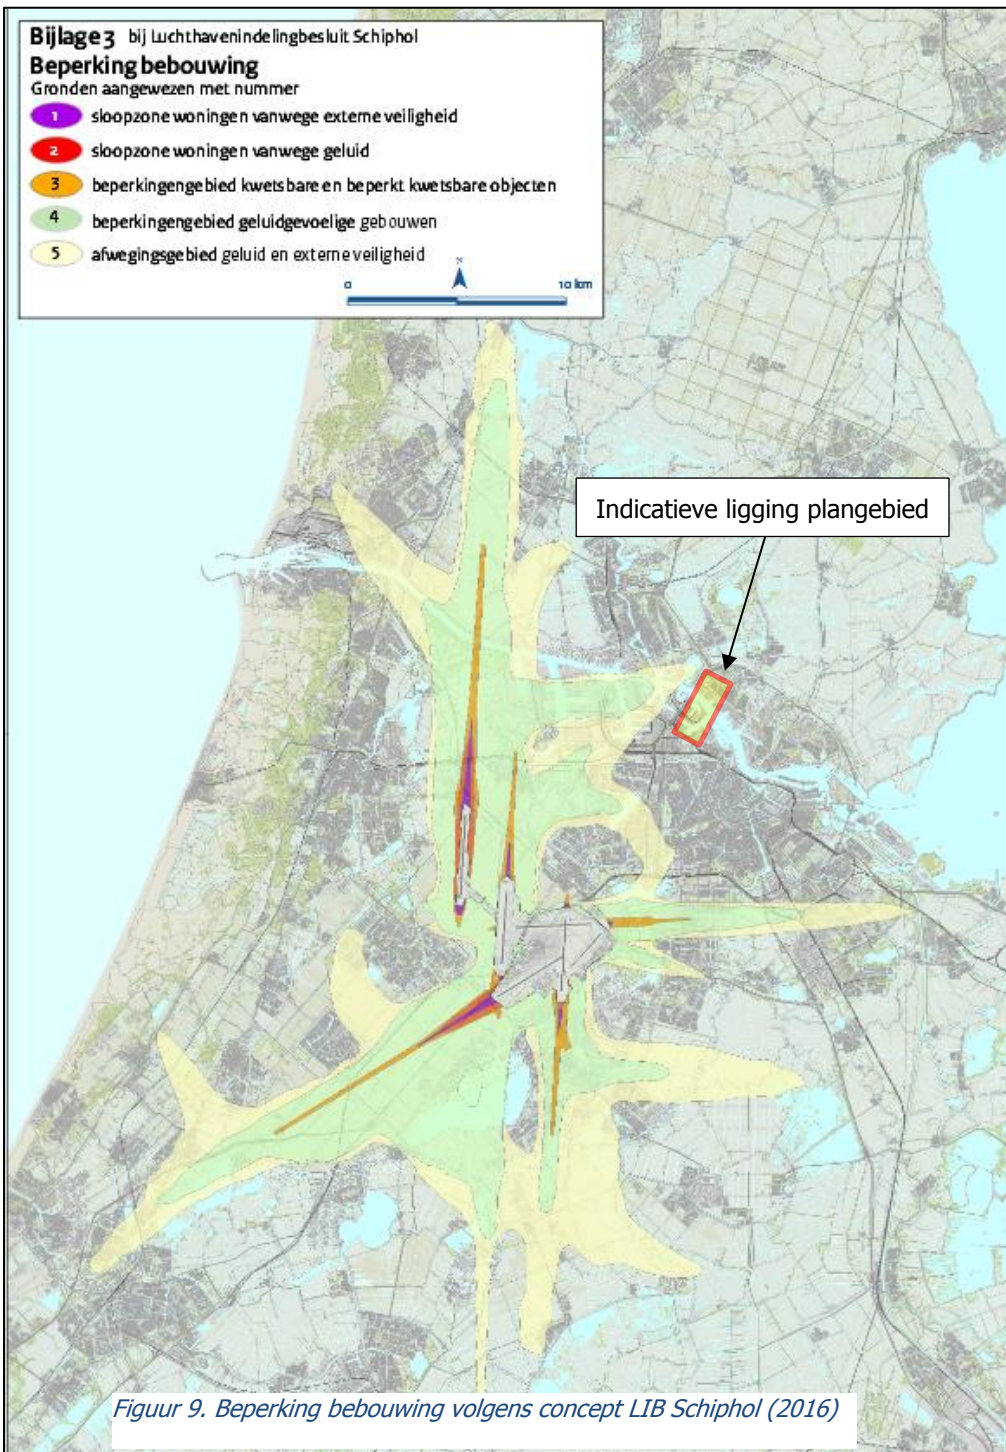 Bijlage 3 bij Luchthavenindelingbesluit Schiphol
Beperking bebouwing
Gronden aangewezen met nummer
1 sloopzone woningen vanwege externe veiligheid
2 sloopzone woningen vanwege geluid
3 beperkingengebied kwetsbare en beperkt kwetsbare objecten
4 beperkingengebied geluidgevoelige gebouwen
5 afwegingsgebied geluid en externe veiligheid
N
0 10 km
Indicatieve ligging plangebied
Figuur 9. Beperking bebouwing volgens concept LIB Schiphol (2016)